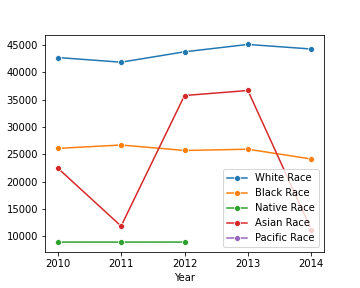 45000
40000
35000
30000
25000
20000
15000
10000
2010 2011 2012 2013 2014
Year
White Race
Black Race
Native Race
Asian Race
Pacific Race